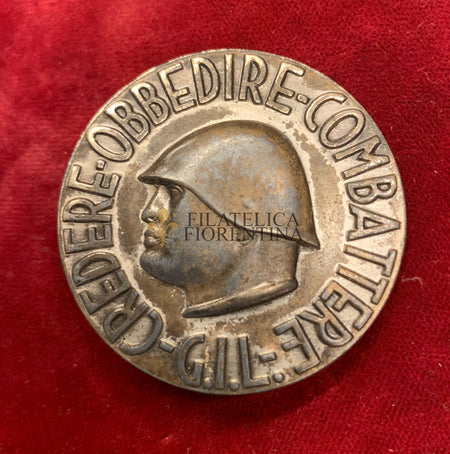 CREDERE-OBBEDIRE-COMBATTERE-G.I.L.-
FILATELICA
FIORENTINA